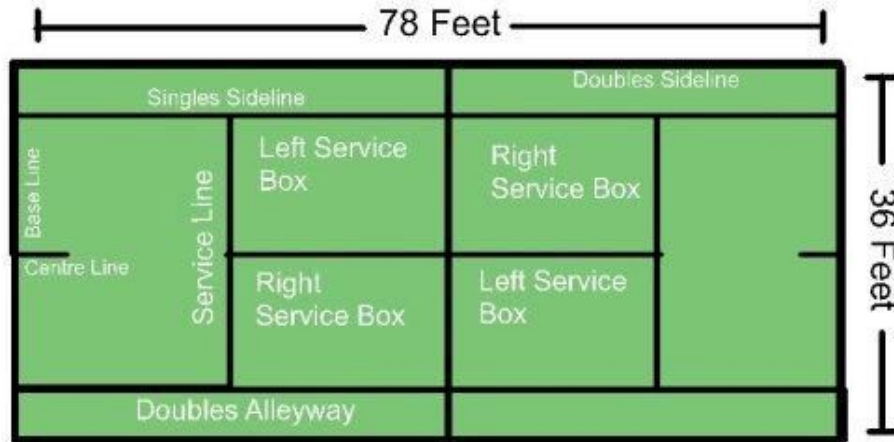 78 Feet
Singles Sideline
Doubles Sideline
Base Line
Centre Line
Service Line
Left Service
Box
Right
Service Box
Right
Service Box
Left Service
Box
36 Feet
Doubles Alleyway